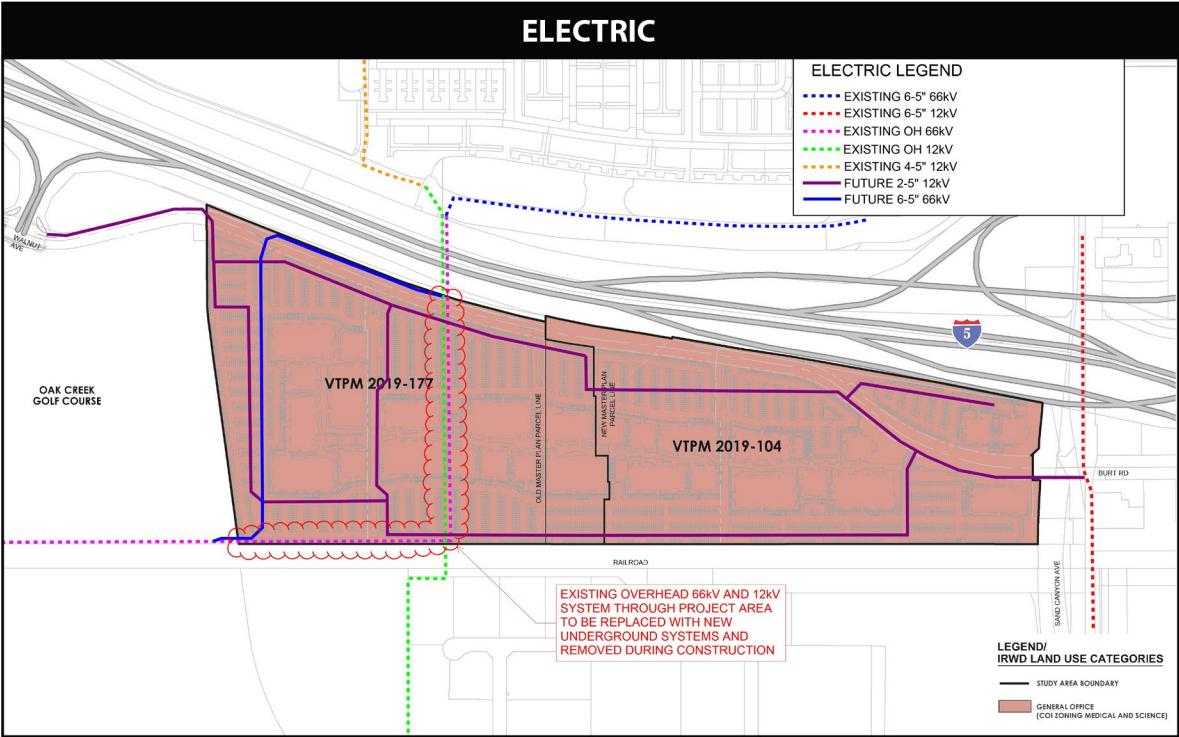 ELECTRIC
ELECTRIC LEGEND
EXISTING 6-5" 66kV
EXISTING 6-5" 12kV
EXISTING OH 66kV
EXISTING OH 12kV
EXISTING 4-5" 12kV
FUTURE 2-5" 12kV
FUTURE 6-5" 66kV
WALNUT
AVE
5
OAK CREEK
GOLF COURSE
VTPM 2019-177
OLD MASTER PLAN PARCEL LINE
NEW MASTER PLAN
PARCEL LINE
VTPM 2019-104
BURT RD
RAILROAD
SAND CANYON AVE
EXISTING OVERHEAD 66kV AND 12kV
SYSTEM THROUGH PROJECT AREA
TO BE REPLACED WITH NEW
UNDERGROUND SYSTEMS AND
REMOVED DURING CONSTRUCTION
LEGEND/
IRWD LAND USE CATEGORIES
STUDY AREA BOUNDARY
GENERAL OFFICE
(COI ZONING MEDICAL AND SCIENCE)